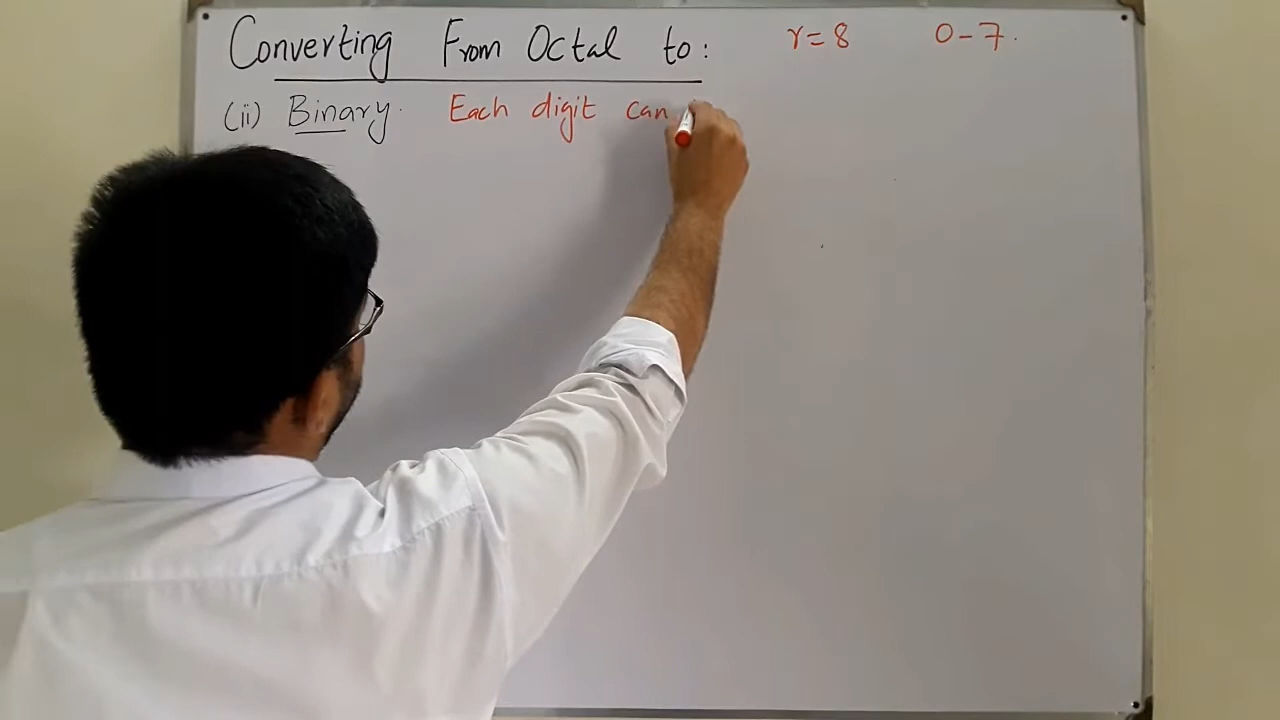 Converting From Octal to: r=8 0-7.
(ii) Binary. Each digit can